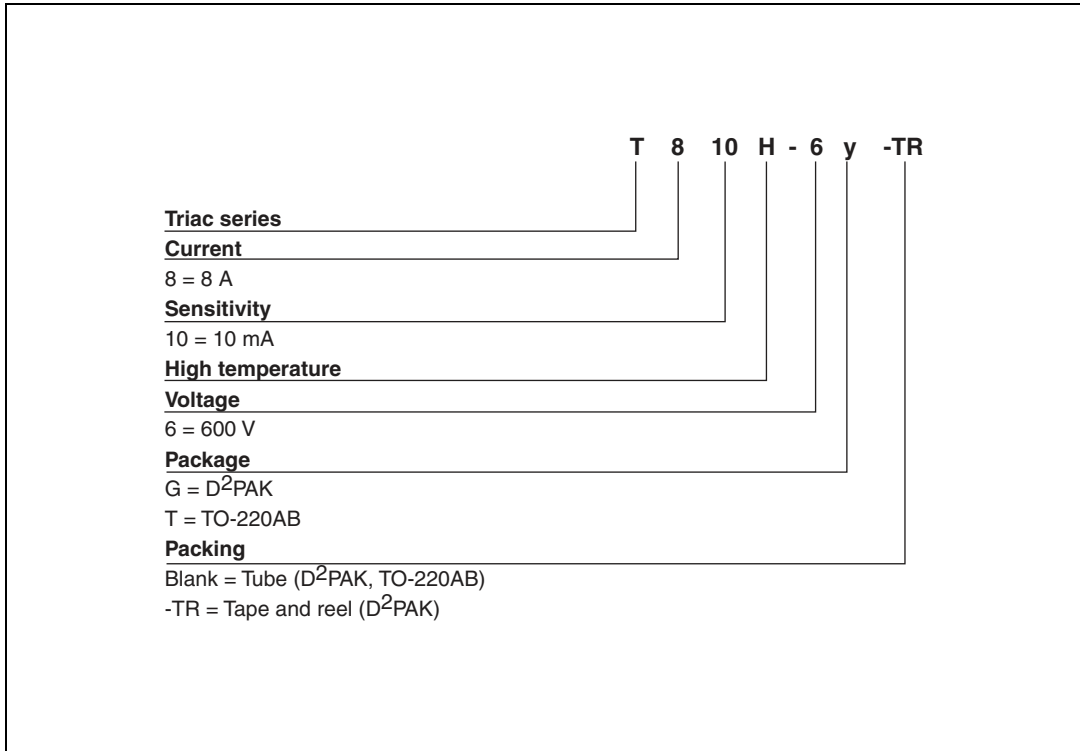 T 8 10 H - 6 y -TR
Triac series
Current
8 = 8 A
Sensitivity
10 = 10 mA
High temperature
Voltage
6 = 600 V
Package
G = D²PAK
T = TO-220AB
Packing
Blank = Tube (D²PAK, TO-220AB)
-TR = Tape and reel (D²PAK)